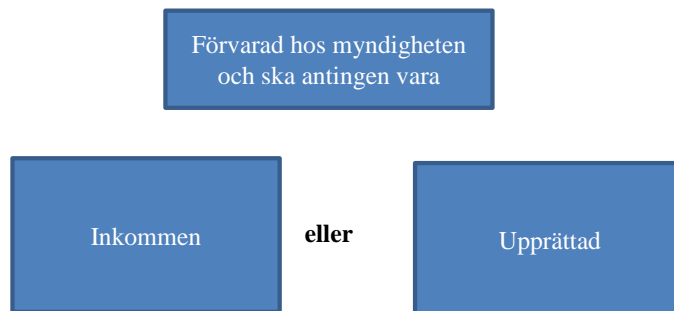 Förvarad hos myndigheten
och ska antingen vara
Inkommen
eller
Upprättad